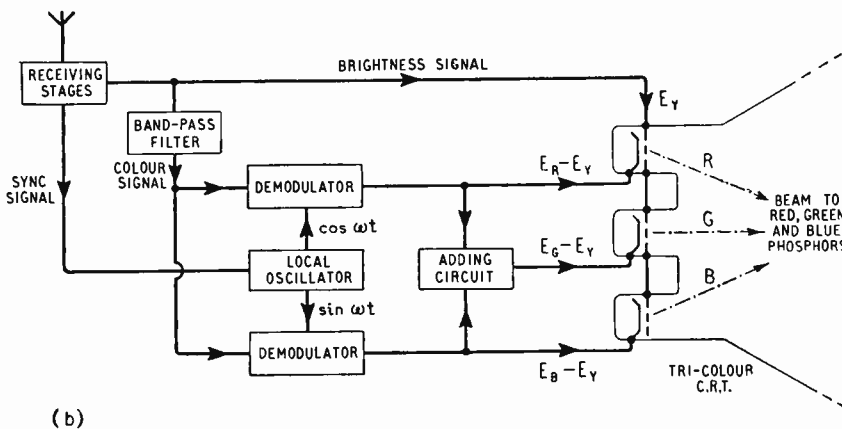 BRIGHTNESS SIGNAL
RECEIVING
STAGES
E_Y
BAND-PASS
FILTER
COLOUR
SIGNAL
SYNC
SIGNAL
DEMODULATOR
E_R-E_Y
R
cos ωt
LOCAL
OSCILLATOR
ADDING
CIRCUIT
E_G-E_Y
G
BEAM TO
RED, GREEN
AND BLUE
PHOSPHORS
sin ωt
B
DEMODULATOR
E_B-E_Y
TRI-COLOUR
C.R.T.
(b)